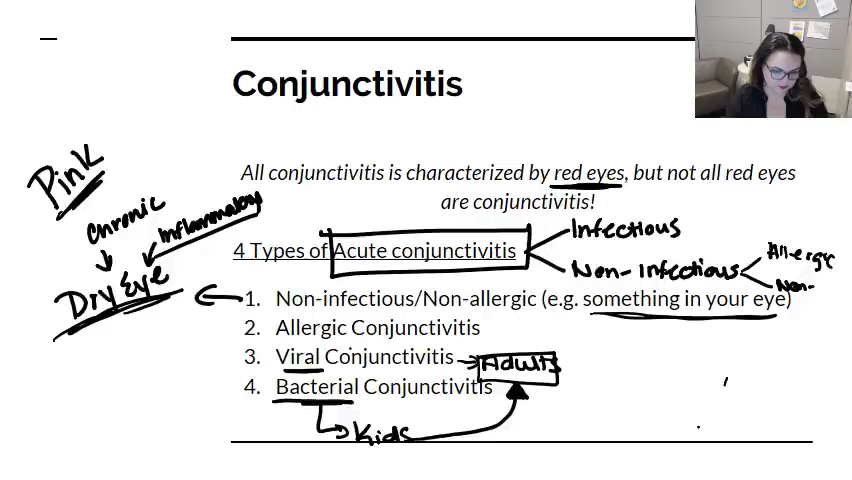 Conjunctivitis
Pink
All conjunctivitis is characterized by red eyes, but not all red eyes
are conjunctivitis!
Chronic
Inflammatory
Infectious
4 Types of Acute conjunctivitis
Allergic
Non-Infectious
Dry Eye
Non-
1. Non-infectious/Non-allergic (e.g. something in your eye)
2. Allergic Conjunctivitis
3. Viral Conjunctivitis
Adults
4. Bacterial Conjunctivitis
Kids